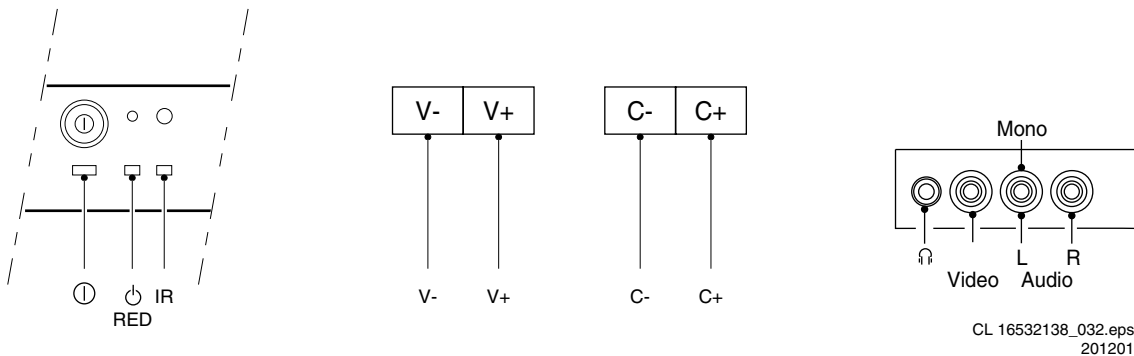 IR
RED
V- V+
V- V+
C- C+
C- C+
Mono
L R
Video Audio
CL 16532138_032.eps
201201